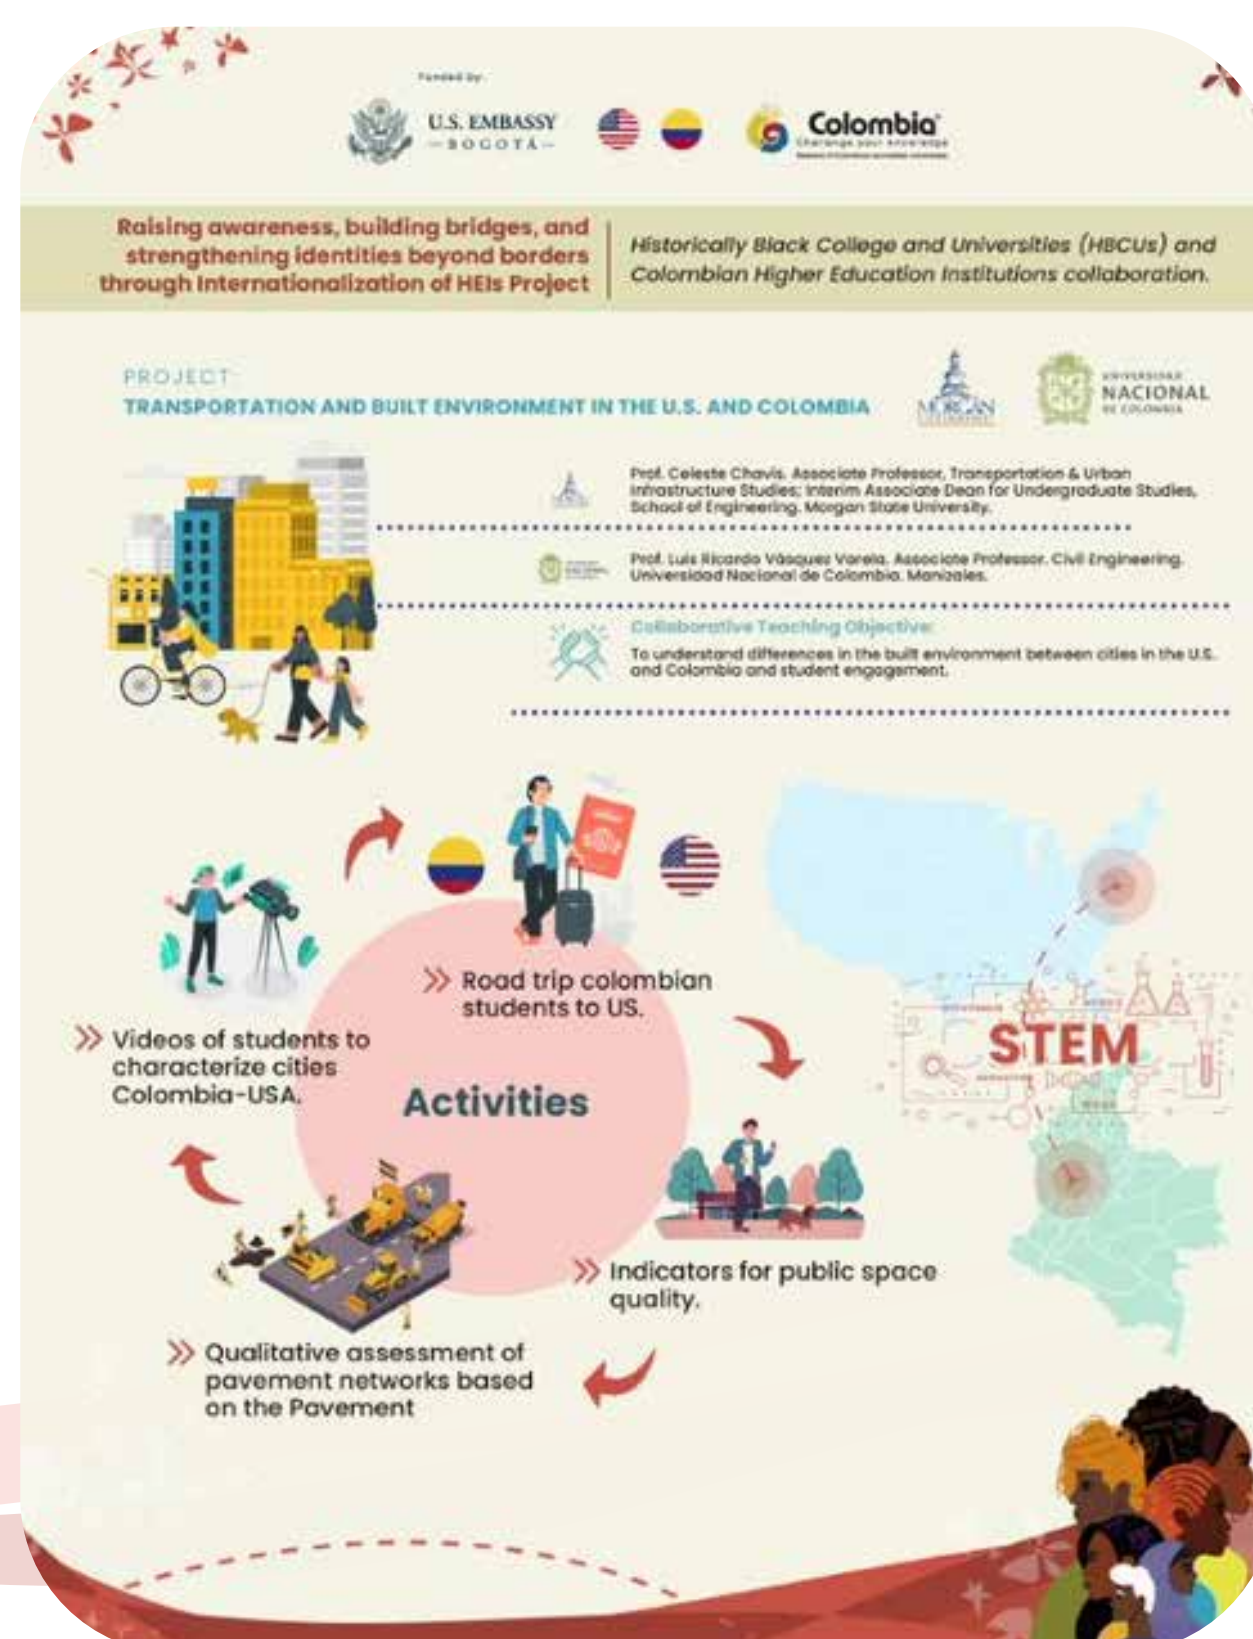 Funded by:
U.S. EMBASSY
BOGOTÁ
Colombia
Challenge your knowledge
Raising awareness, building bridges, and
strengthening identities beyond borders
through Internationalization of HEIs Project
Historically Black College and Universities (HBCUs) and
Colombian Higher Education Institutions collaboration.
PROJECT:
TRANSPORTATION AND BUILT ENVIRONMENT IN THE U.S. AND COLOMBIA
MORGAN
UNIVERSIDAD
NACIONAL
DE COLOMBIA
Prof. Celeste Chavis. Associate Professor, Transportation & Urban
Infrastructure Studies; Interim Associate Dean for Undergraduate Studies,
School of Engineering. Morgan State University.
Prof. Luis Ricardo Vásquez Varela. Associate Professor. Civil Engineering.
Universidad Nacional de Colombia. Manizales.
Collaborative Teaching Objective:
To understand differences in the built environment between cities in the U.S.
and Colombia and student engagement.
Road trip colombian
students to US.
Videos of students to
characterize cities
Colombia-USA.
Activities
STEM
Indicators for public space
quality.
Qualitative assessment of
pavement networks based
on the Pavement